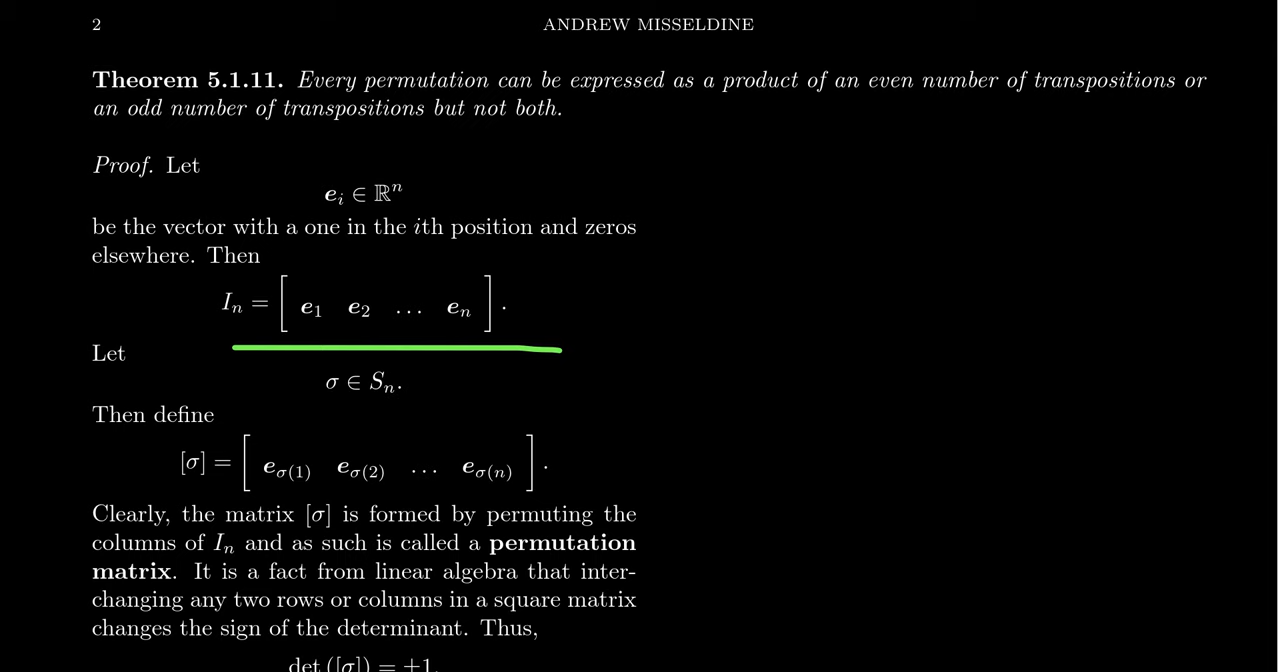 2
ANDREW MISSELDINE
Theorem 5.1.11. Every permutation can be expressed as a product of an even number of transpositions or
an odd number of transpositions but not both.
Proof. Let
e_i ∈ ℝ^n
be the vector with a one in the ith position and zeros
elsewhere. Then
I_n = [ e_1 e_2 … e_n ].
Let
σ ∈ S_n.
Then define
[σ] = [ e_σ(1) e_σ(2) … e_σ(n) ].
Clearly, the matrix [σ] is formed by permuting the
columns of I_n and as such is called a permutation
matrix. It is a fact from linear algebra that inter-
changing any two rows or columns in a square matrix
changes the sign of the determinant. Thus,
det ([σ]) = ±1.